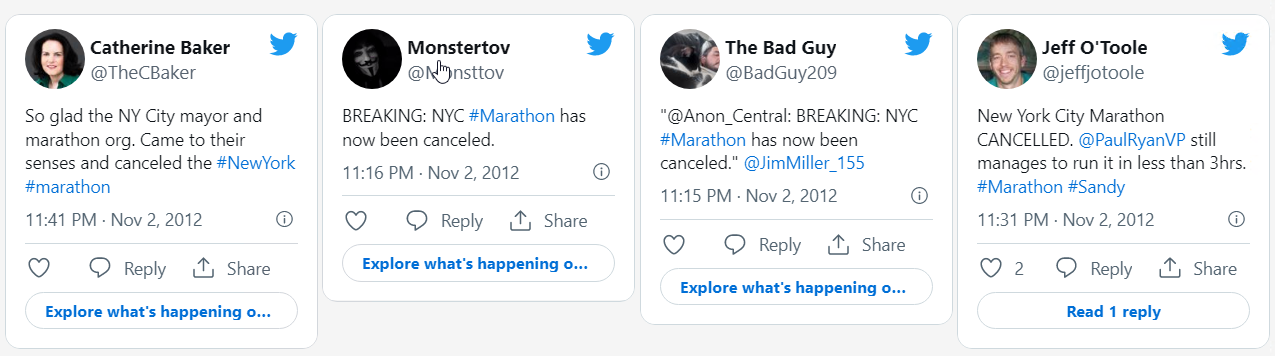 Catherine Baker
@TheCBaker
So glad the NY City mayor and
marathon org. Came to their
senses and canceled the #NewYork
#marathon
11:41 PM · Nov 2, 2012
Reply
Share
Explore what's happening o...
Monstertov
@Monsttov
BREAKING: NYC #Marathon has
now been canceled.
11:16 PM · Nov 2, 2012
Reply
Share
Explore what's happening o...
The Bad Guy
@BadGuy209
"@Anon_Central: BREAKING: NYC
#Marathon has now been
canceled." @JimMiller_155
11:15 PM · Nov 2, 2012
Reply
Share
Explore what's happening o...
Jeff O'Toole
@jeffjotoole
New York City Marathon
CANCELLED. @PaulRyanVP still
manages to run it in less than 3hrs.
#Marathon #Sandy
11:31 PM · Nov 2, 2012
2
Reply
Share
Read 1 reply